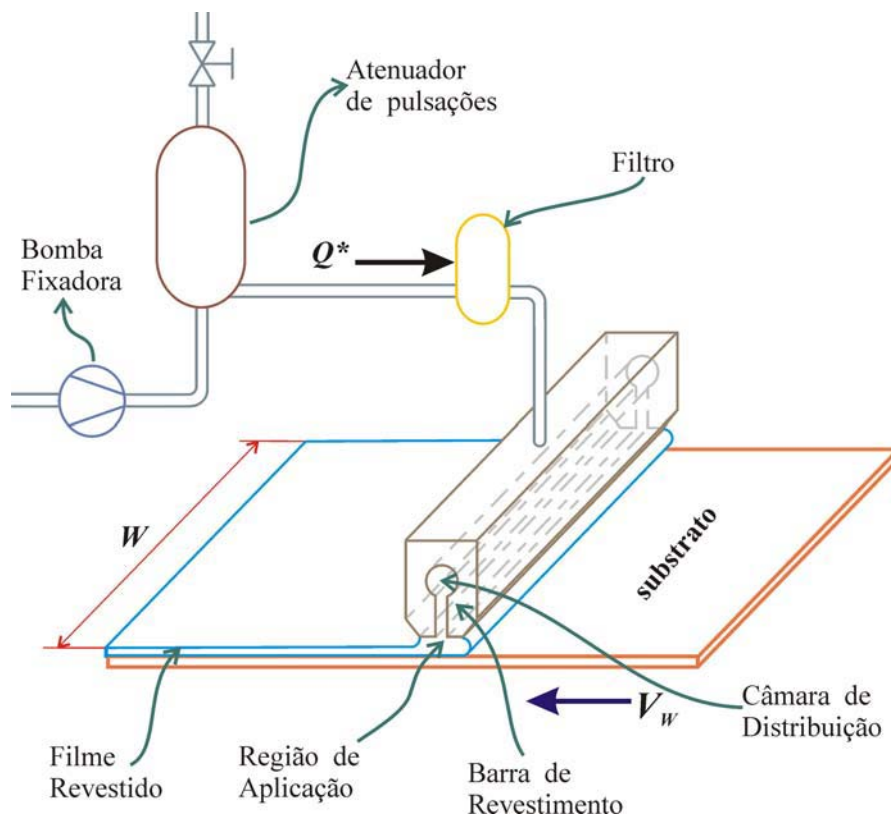 Atenuador
de pulsações
Filtro
Bomba
Fixadora
Q*
W
substrato
V_W
Câmara de
Distribuição
Filme
Revestido
Região de
Aplicação
Barra de
Revestimento